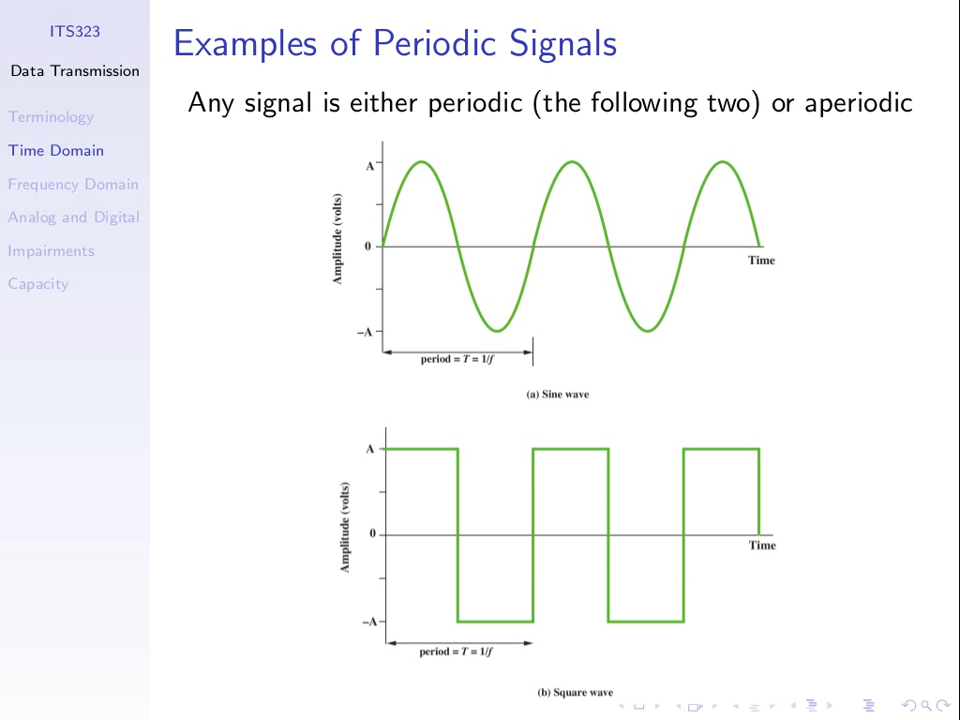 ITS323
Data Transmission
Terminology
Time Domain
Frequency Domain
Analog and Digital
Impairments
Capacity
Examples of Periodic Signals
Any signal is either periodic (the following two) or aperiodic
A
0
–A
Amplitude (volts)
Time
period = T = 1/f
(a) Sine wave
A
0
–A
Amplitude (volts)
Time
period = T = 1/f
(b) Square wave